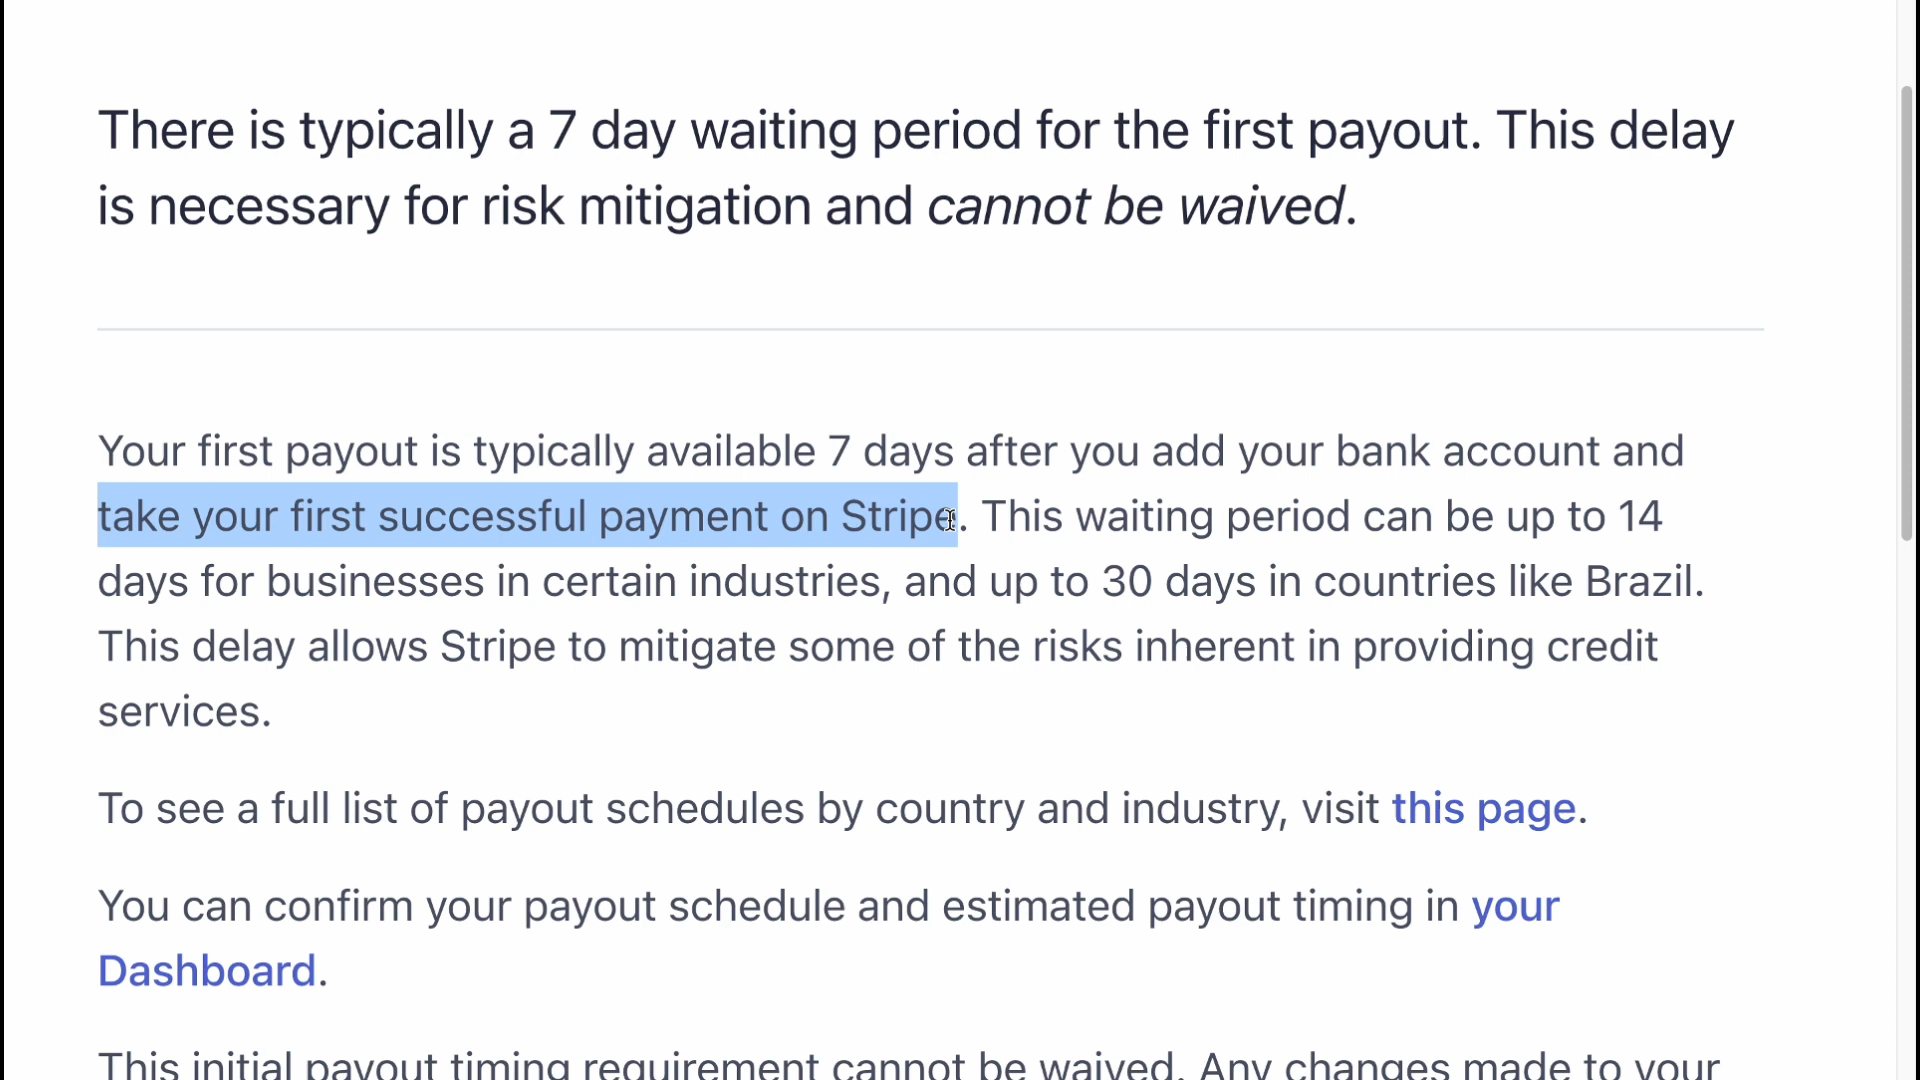 There is typically a 7 day waiting period for the first payout. This delay
is necessary for risk mitigation and cannot be waived.
Your first payout is typically available 7 days after you add your bank account and
take your first successful payment on Stripe. This waiting period can be up to 14
days for businesses in certain industries, and up to 30 days in countries like Brazil.
This delay allows Stripe to mitigate some of the risks inherent in providing credit
services.
To see a full list of payout schedules by country and industry, visit this page.
You can confirm your payout schedule and estimated payout timing in your
Dashboard.
This initial payout timing requirement cannot be waived. Any changes made to your